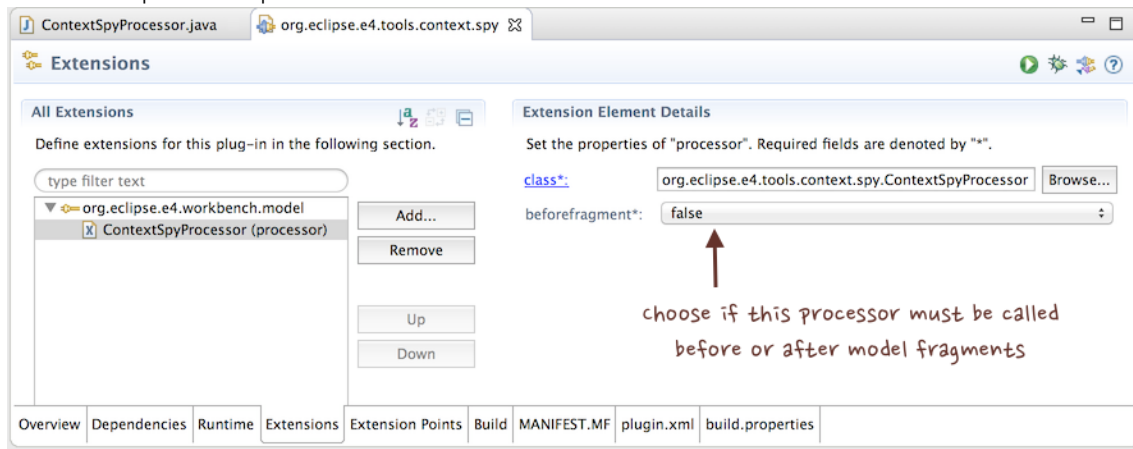 ContextSpyProcessor.java org.eclipse.e4.tools.context.spy
Extensions
All Extensions
Define extensions for this plug-in in the following section.
type filter text
org.eclipse.e4.workbench.model
ContextSpyProcessor (processor)
Add...
Remove
Up
Down
Extension Element Details
Set the properties of "processor". Required fields are denoted by "*".
class*: org.eclipse.e4.tools.context.spy.ContextSpyProcessor Browse...
beforefragment*: false
choose if this processor must be called
before or after model fragments
Overview Dependencies Runtime Extensions Extension Points Build MANIFEST.MF plugin.xml build.properties